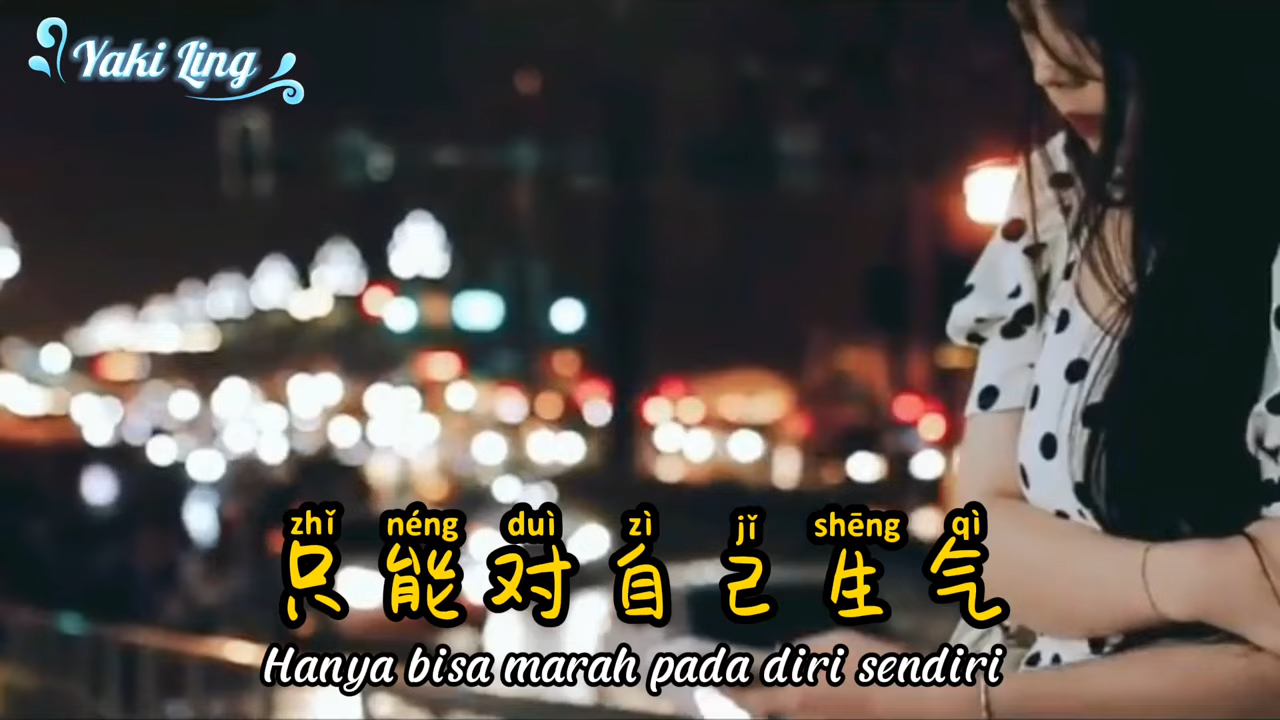 Yaki Ling
zhǐ néng duì zì jǐ shēng qì
只能对自己生气
Hanya bisa marah pada diri sendiri